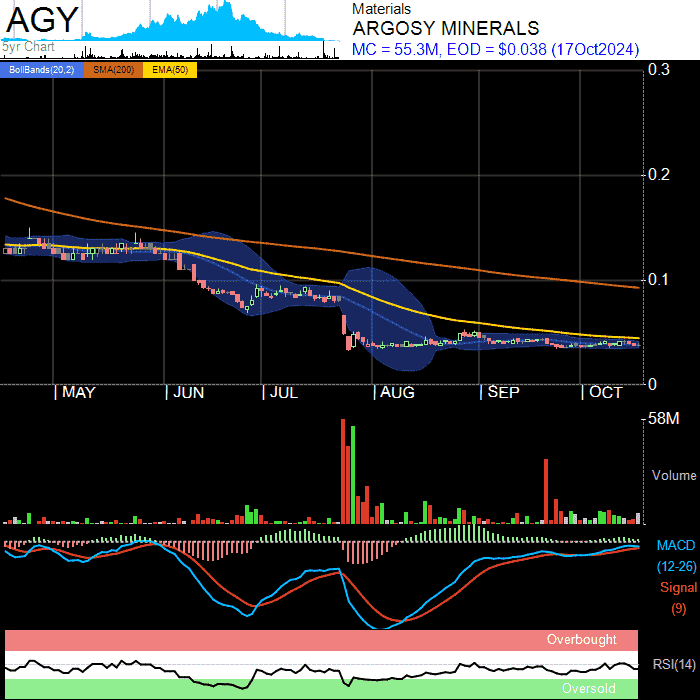 AGY
5yr Chart
Materials
ARGOSY MINERALS
MC = 55.3M, EOD = $0.038 (17Oct2024)
BollBands(20,2) SMA(200) EMA(50)
0.3
0.2
0.1
0
MAY JUN JUL AUG SEP OCT
58M
Volume
MACD
(12-26)
Signal
(9)
Overbought
RSI(14)
Oversold